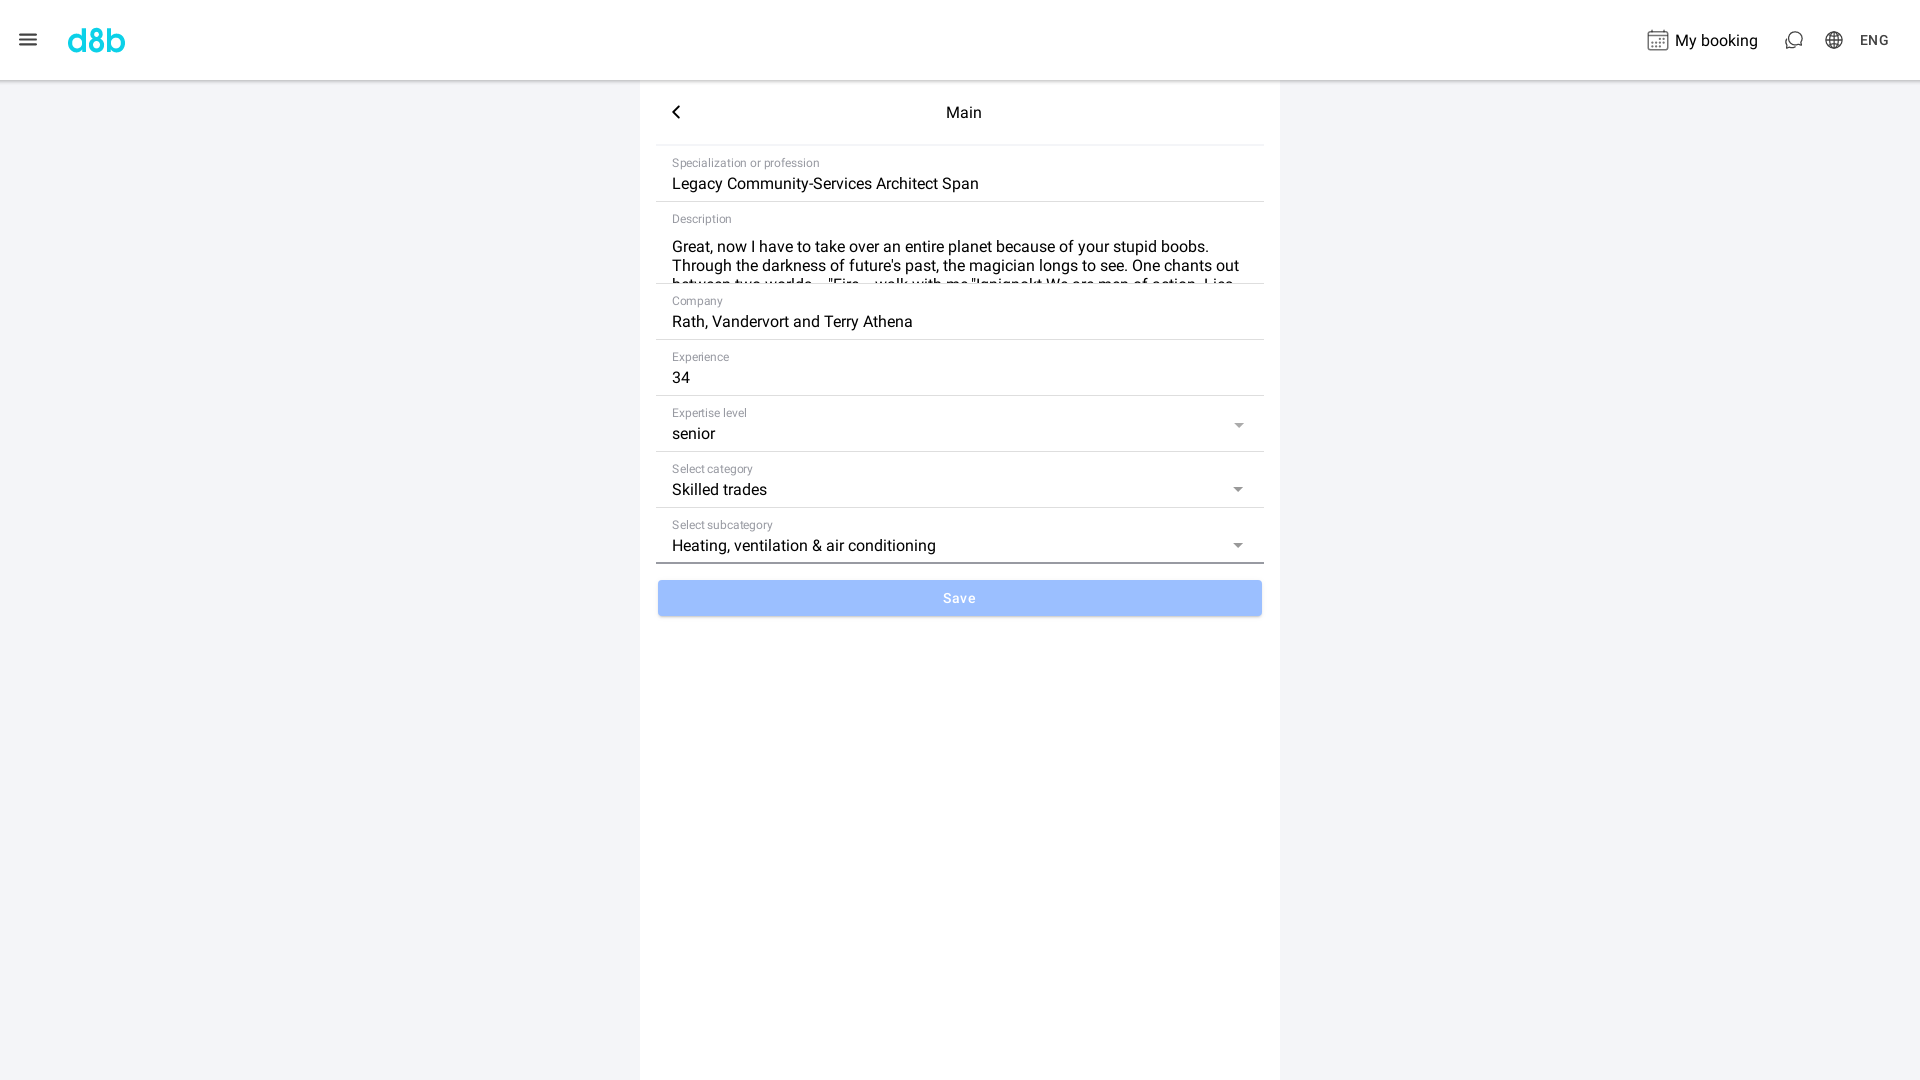 d8b
My booking
ENG
Main
Specialization or profession
Legacy Community-Services Architect Span
Description
Great, now I have to take over an entire planet because of your stupid boobs.
Through the darkness of future's past, the magician longs to see. One chants out
Company
Rath, Vandervort and Terry Athena
Experience
34
Expertise level
senior
Select category
Skilled trades
Select subcategory
Heating, ventilation & air conditioning
Save